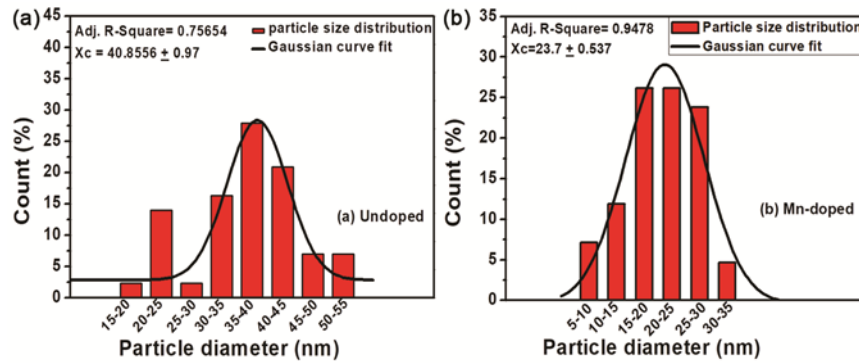 (a)
Adj. R-Square= 0.75654
Xc = 40.8556 ± 0.97
particle size distribution
Gaussian curve fit
45
40
35
30
25
20
15
10
5
0
Count (%)
(a) Undoped
15-20
20-25
25-30
30-35
35-40
40-45
45-50
50-55
Particle diameter (nm)
(b)
Adj. R-Square= 0.9478
Xc=23.7 ± 0.537
Particle size distribution
Gaussian curve fit
35
30
25
20
15
10
5
0
Count (%)
(b) Mn-doped
5-10
10-15
15-20
20-25
25-30
30-35
Particle diameter (nm)